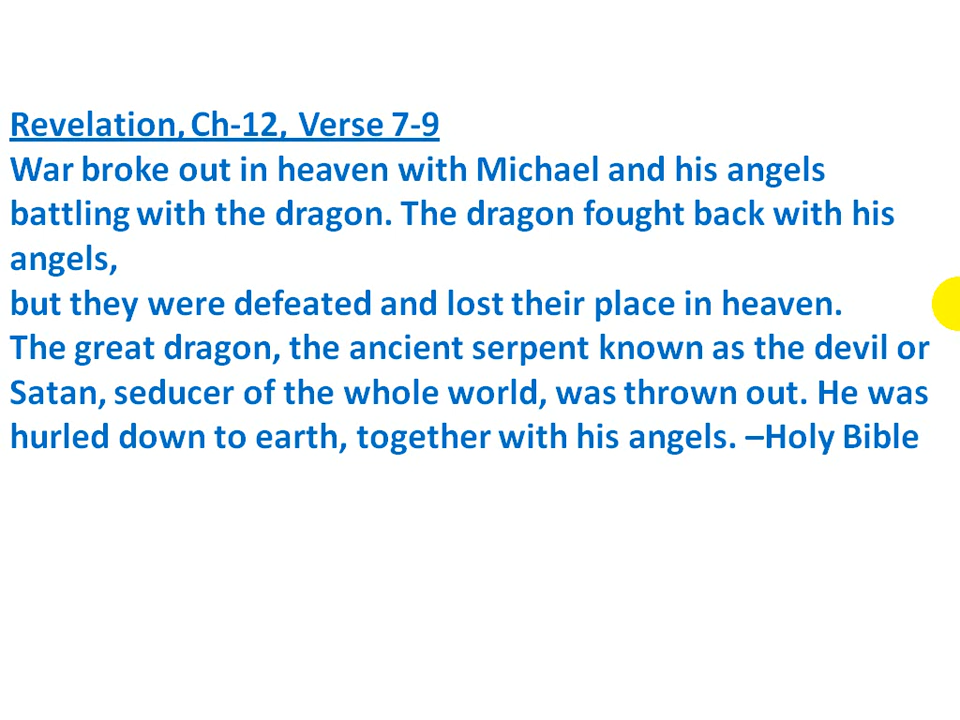 Revelation, Ch-12, Verse 7-9
War broke out in heaven with Michael and his angels
battling with the dragon. The dragon fought back with his
angels,
but they were defeated and lost their place in heaven.
The great dragon, the ancient serpent known as the devil or
Satan, seducer of the whole world, was thrown out. He was
hurled down to earth, together with his angels. –Holy Bible